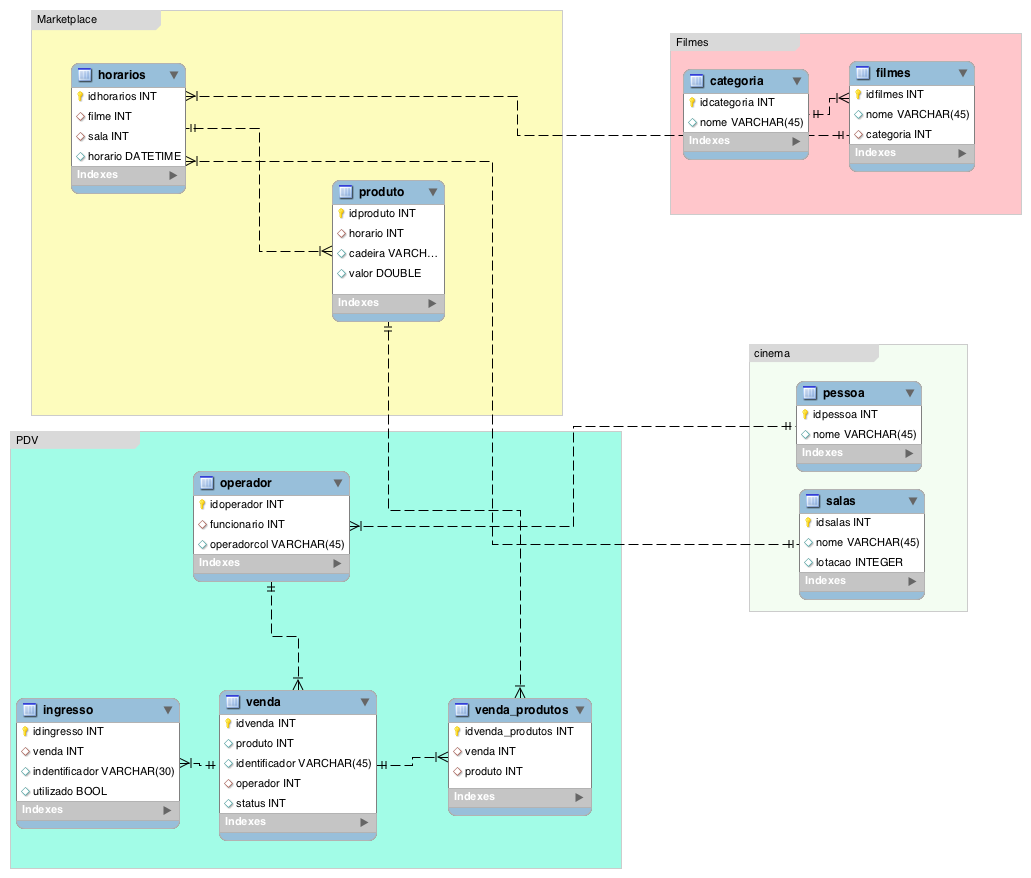 Marketplace
horarios
idhorarios INT
filme INT
sala INT
horario DATETIME
Indexes
produto
idproduto INT
horario INT
cadeira VARCH...
valor DOUBLE
Indexes
Filmes
categoria
idcategoria INT
nome VARCHAR(45)
Indexes
filmes
idfilmes INT
nome VARCHAR(45)
categoria INT
Indexes
cinema
pessoa
idpessoa INT
nome VARCHAR(45)
Indexes
salas
idsalas INT
nome VARCHAR(45)
lotacao INTEGER
Indexes
PDV
operador
idoperador INT
funcionario INT
operadorcol VARCHAR(45)
Indexes
ingresso
idingresso INT
venda INT
indentificador VARCHAR(30)
utilizado BOOL
Indexes
venda
idvenda INT
produto INT
identificador VARCHAR(45)
operador INT
status INT
Indexes
venda_produtos
idvenda_produtos INT
venda INT
produto INT
Indexes